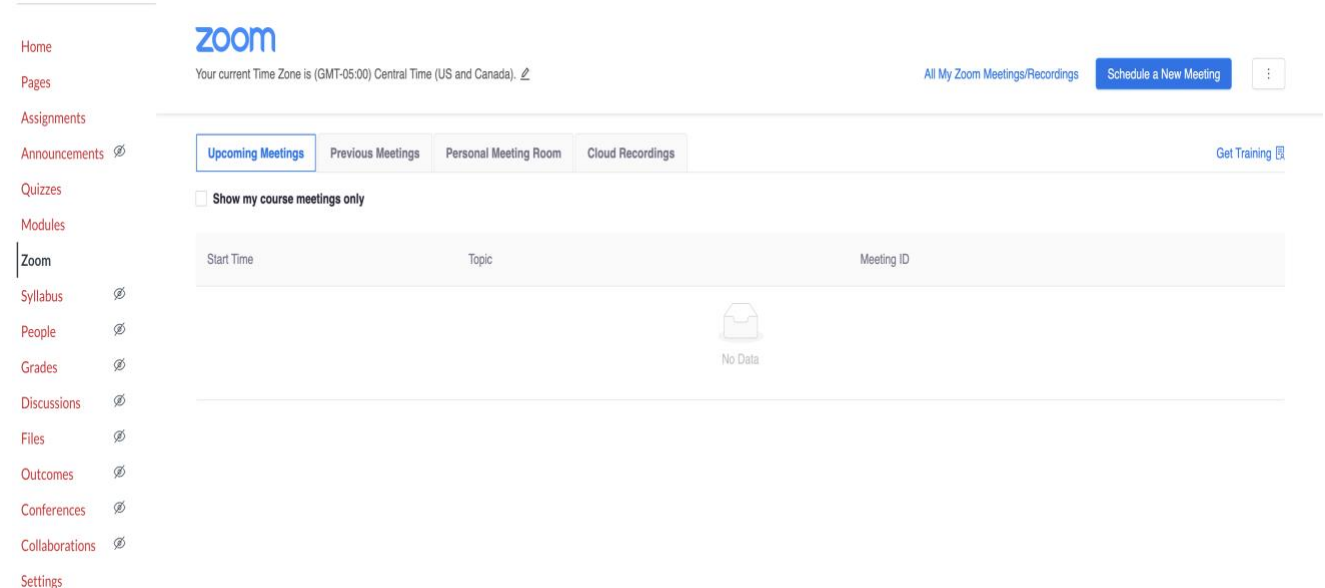 Home
Pages
Assignments
Announcements
Quizzes
Modules
Zoom
Syllabus
People
Grades
Discussions
Files
Outcomes
Conferences
Collaborations
Settings
zoom
Your current Time Zone is (GMT-05:00) Central Time (US and Canada).
All My Zoom Meetings/Recordings
Schedule a New Meeting
Upcoming Meetings
Previous Meetings
Personal Meeting Room
Cloud Recordings
Get Training
Show my course meetings only
Start Time
Topic
Meeting ID
No Data